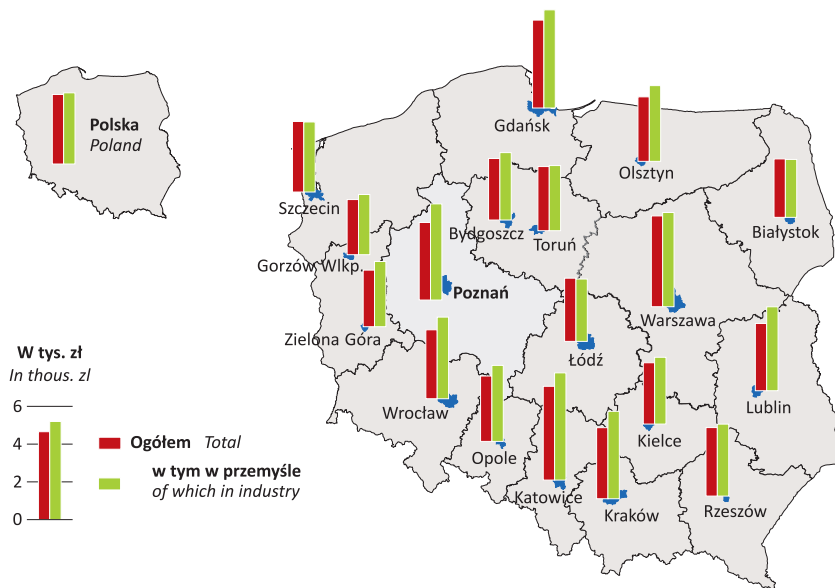 Polska
Poland
Gdańsk
Olsztyn
Szczecin
Bydgoszcz
Toruń
Białystok
Gorzów Wlkp.
Poznań
Warszawa
Zielona Góra
Łódź
W tys. zł
In thous. zl
6
4
2
0
Ogółem Total
w tym w przemyśle
of which in industry
Wrocław
Lublin
Opole
Kielce
Katowice
Kraków
Rzeszów